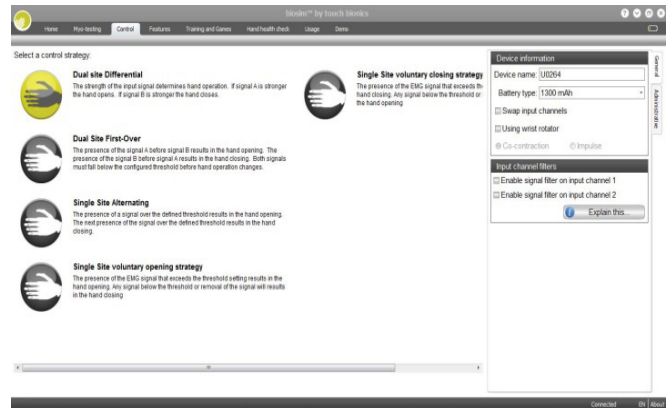 biosim™ by touch bionics
Home Myo-testing Control Features Training and Games Hand health check Usage Demo
Select a control strategy:
Dual site Differential
The strength of the input signal determines hand operation. If signal A is stronger
the hand opens. If signal B is stronger the hand closes.
Dual Site First-Over
The presence of the signal A before signal B results in the hand opening. The
presence of the signal B before signal A results in the hand closing. Both signals
must fall below the configured threshold before hand operation changes.
Single Site Alternating
The presence of a signal over the defined threshold results in the hand opening.
The next presence of the signal over the defined threshold results in the hand
closing.
Single Site voluntary opening strategy
The presence of the EMG signal that exceeds the threshold setting results in the
hand opening. Any signal below the threshold or removal of the signal will results
in the hand closing
Single Site voluntary closing strategy
The presence of the EMG signal that exceeds th
hand closing. Any signal below the threshold or
the hand opening
Device information
Device name: U0264
Battery type: 1300 mAh
Swap input channels
Using wrist rotator
Co-contraction Impulse
Input channel filters
Enable signal filter on input channel 1
Enable signal filter on input channel 2
Explain this...
General
Administrative
Connected EN About